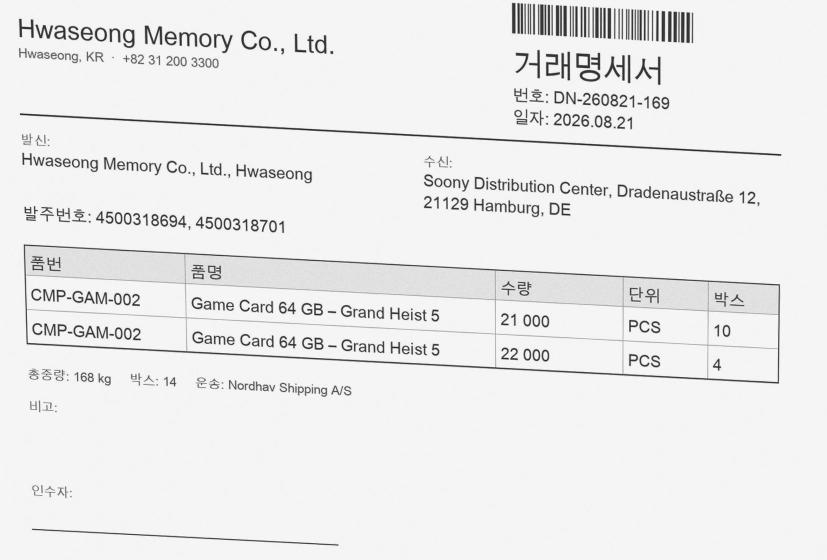 Hwaseong Memory Co., Ltd.
Hwaseong, KR · +82 31 200 3300
거래명세서
번호: DN-260821-169
일자: 2026.08.21
발신:
Hwaseong Memory Co., Ltd., Hwaseong
수신:
Soony Distribution Center, Dradenaustraße 12,
21129 Hamburg, DE
발주번호: 4500318694, 4500318701
품번 품명 수량 단위 박스
CMP-GAM-002 Game Card 64 GB – Grand Heist 5 21 000 PCS 10
CMP-GAM-002 Game Card 64 GB – Grand Heist 5 22 000 PCS 4
총중량: 168 kg 박스: 14 운송: Nordhav Shipping A/S
비고:
인수자: